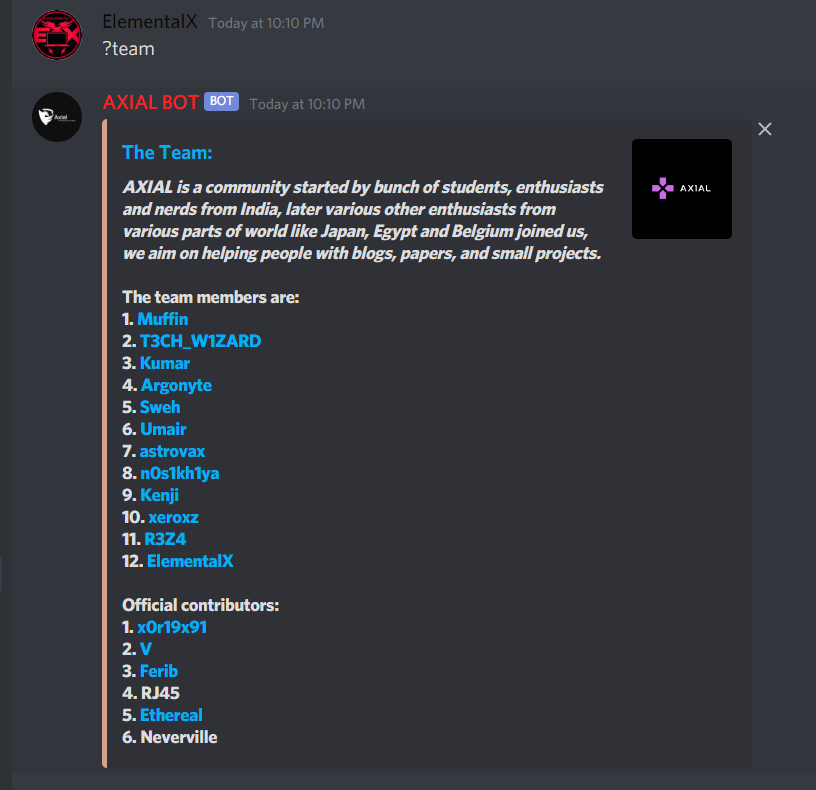 ElementalX Today at 10:10 PM
?team
AXIAL BOT BOT Today at 10:10 PM
The Team:
AXIAL is a community started by bunch of students, enthusiasts
and nerds from India, later various other enthusiasts from
various parts of world like Japan, Egypt and Belgium joined us,
we aim on helping people with blogs, papers, and small projects.
AXIAL
The team members are:
1. Muffin
2. T3CH_W1ZARD
3. Kumar
4. Argonyte
5. Sweh
6. Umair
7. astrovax
8. n0s1kh1ya
9. Kenji
10. xeroxz
11. R3Z4
12. ElementalX
Official contributors:
1. x0r19x91
2. V
3. Ferib
4. RJ45
5. Ethereal
6. Neverville